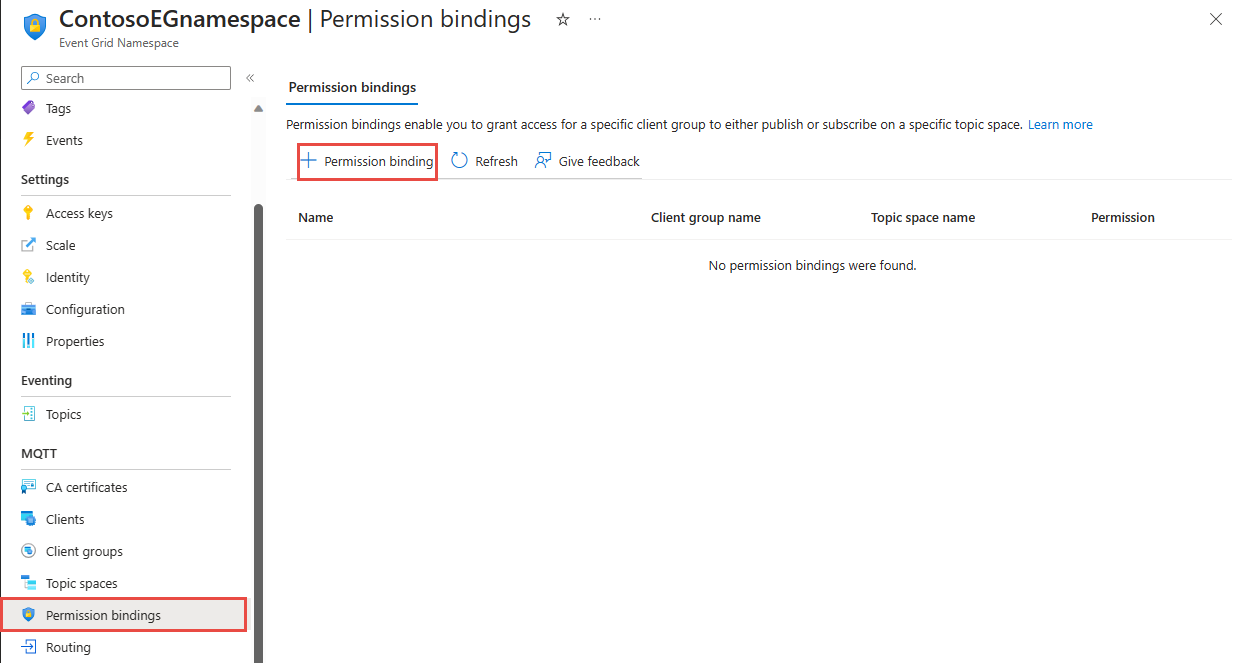 ContosoEGnamespace | Permission bindings
Event Grid Namespace
Search
Tags
Events
Settings
Access keys
Scale
Identity
Configuration
Properties
Eventing
Topics
MQTT
CA certificates
Clients
Client groups
Topic spaces
Permission bindings
Routing
Permission bindings
Permission bindings enable you to grant access for a specific client group to either publish or subscribe on a specific topic space. Learn more
Permission binding Refresh Give feedback
Name Client group name Topic space name Permission
No permission bindings were found.